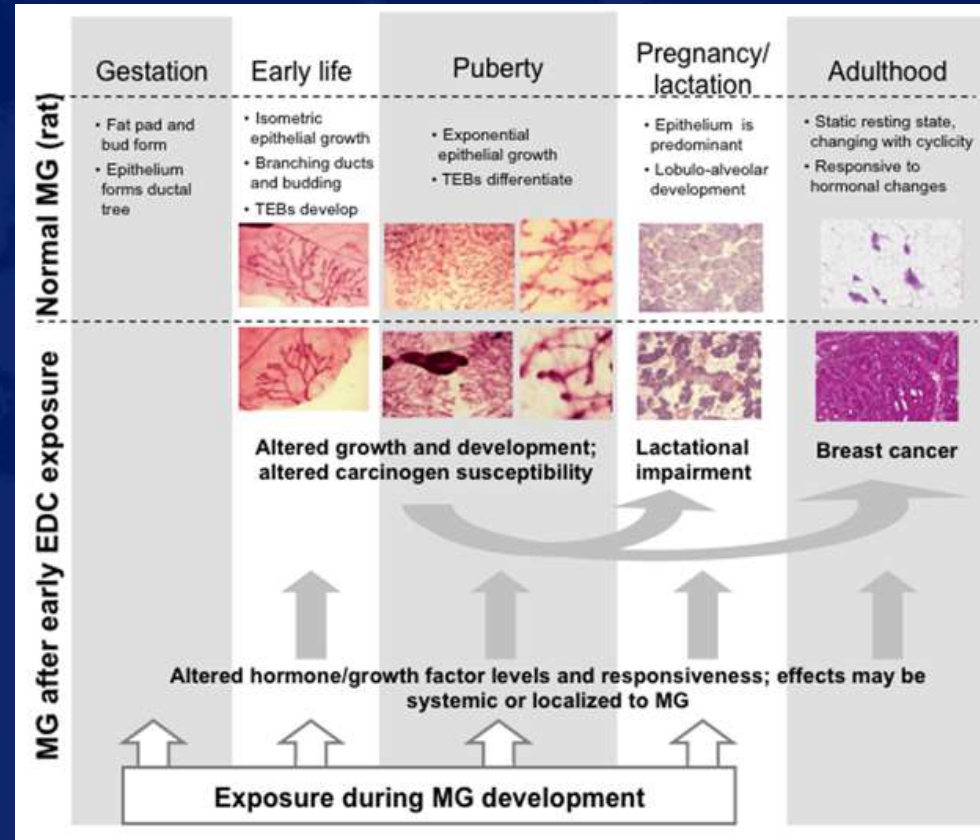 Gestation
Early life
Puberty
Pregnancy/
lactation
Adulthood
Normal MG (rat)
• Fat pad and
bud form
• Epithelium
forms ductal
tree
• Isometric
epithelial growth
• Branching ducts
and budding
• TEBs develop
• Exponential
epithelial growth
• TEBs differentiate
• Epithelium is
predominant
• Lobulo-alveolar
development
• Static resting state,
changing with cyclicity
• Responsive to
hormonal changes
MG after early EDC exposure
Altered growth and development;
altered carcinogen susceptibility
Lactational
impairment
Breast cancer
Altered hormone/growth factor levels and responsiveness; effects may be
systemic or localized to MG
Exposure during MG development